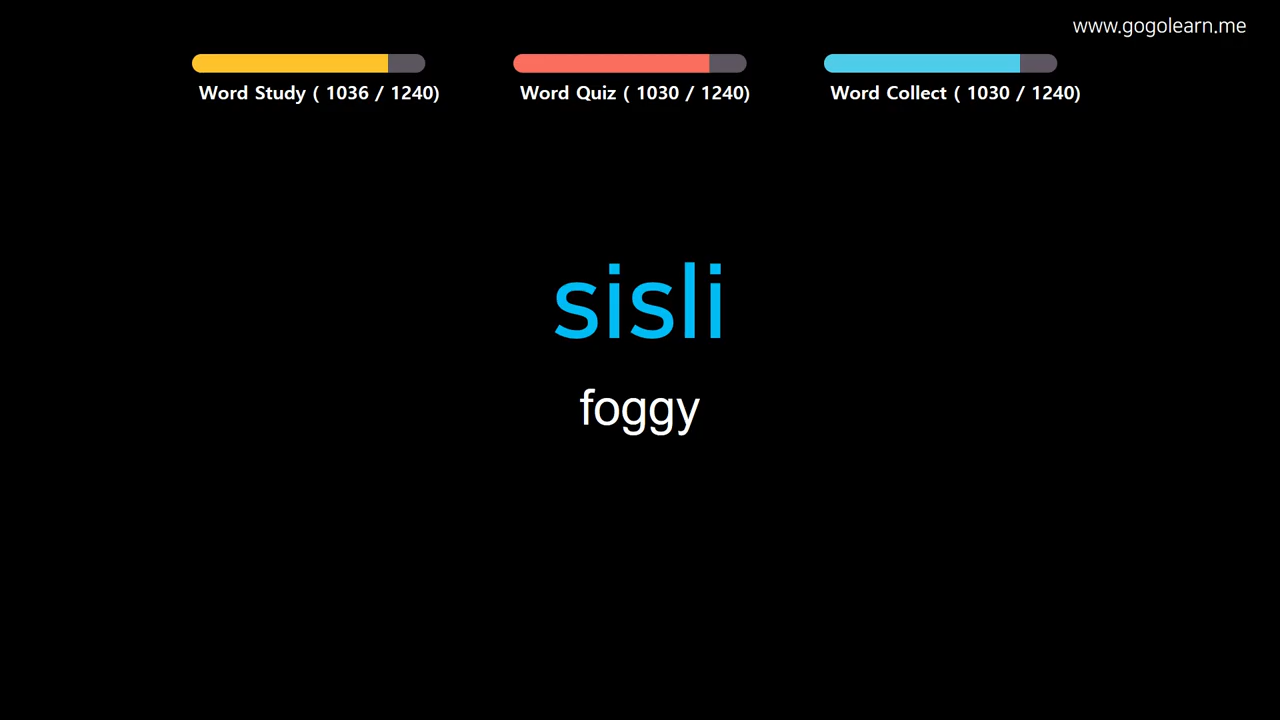 www.gogolearn.me
Word Study ( 1036 / 1240)
Word Quiz ( 1030 / 1240)
Word Collect ( 1030 / 1240)
sisli
foggy